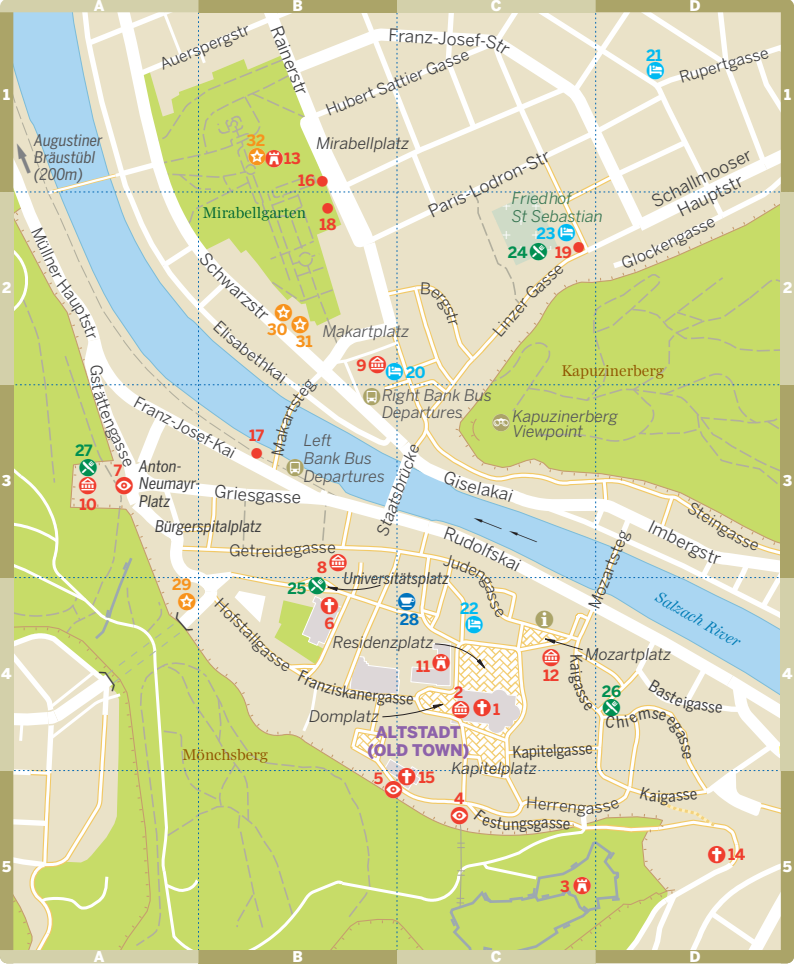 A
B
C
D
Auerspergstr
Rainerstr
Franz-Josef-Str
Hubert Sattler Gasse
21
Rupertgasse
1
1
Augustiner
Bräustübl
(200m)
32
13
Mirabellplatz
16
Paris-Lodron-Str
Schallmooser
Hauptstr
Mirabellgarten
18
Friedhof
St Sebastian
23
24
19
Glockengasse
Müllner Hauptstr
Schwarzstr
Bergstr
Linzer Gasse
2
2
30
31
Makartplatz
Elisabethkai
9
20
Kapuzinerberg
Gstättengasse
Franz-Josef-Kai
Makartsteg
Right Bank Bus
Departures
Kapuzinerberg
Viewpoint
17
Left
Bank Bus
Departures
27
7
10
Anton-
Neumayr-
Platz
3
3
Griesgasse
Staatsbrücke
Giselakai
Steingasse
Imbergstr
Bürgerspitalplatz
Rudolfskai
Getreidegasse
8
Judengasse
Mozartsteg
25
Universitätsplatz
29
6
28
22
Salzach River
Hofstallgasse
Residenzplatz
Mozartplatz
11
12
Kaigasse
4
4
Franziskanergasse
2
1
26
Basteigasse
Domplatz
Chiemseegasse
ALTSTADT
(OLD TOWN)
Mönchsberg
Kapitelgasse
Kapitelplatz
5
15
4
Herrengasse
Kaigasse
Festungsgasse
14
5
5
3
A
B
C
D